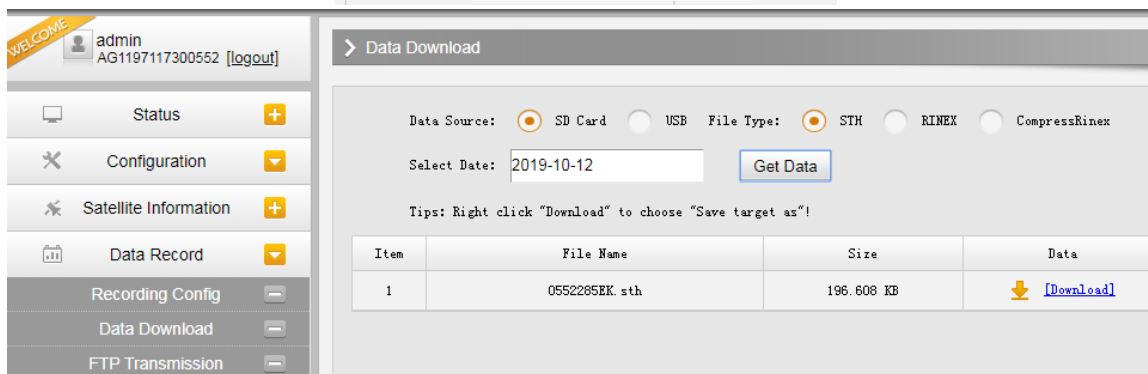 WELCOME
admin
AG1197117300552 [logout]
Status
Configuration
Satellite Information
Data Record
Recording Config
Data Download
FTP Transmission
Data Download
Data Source: SD Card USB File Type: STH RINEX CompressRinex
Select Date: 2019-10-12 Get Data
Tips: Right click "Download" to choose "Save target as"!
Item File Name Size Data
1 0552285EK.sth 196.608 KB [Download]